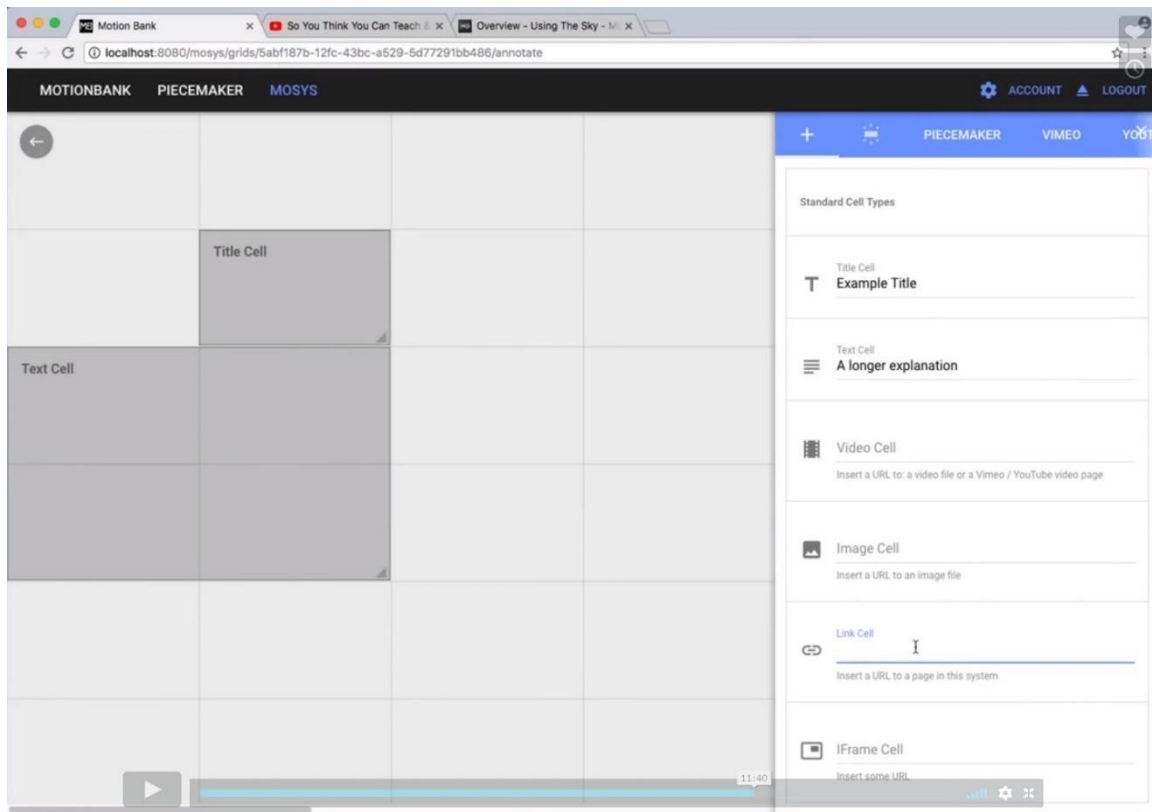 Motion Bank
So You Think You Can Teach
Overview - Using The Sky -
localhost:8080/mosys/grids/5abf187b-12fc-43bc-a529-5d77291bb486/annotate
MOTIONBANK PIECEMAKER MOSYS ACCOUNT LOGOUT
PIECEMAKER VIMEO
Standard Cell Types
Title Cell
Title Cell
Example Title
Text Cell
Text Cell
A longer explanation
Video Cell
Insert a URL to: a video file or a Vimeo / YouTube video page
Image Cell
Insert a URL to an image file
Link Cell
Insert a URL to a page in this system
IFrame Cell
Insert some URL
11:40